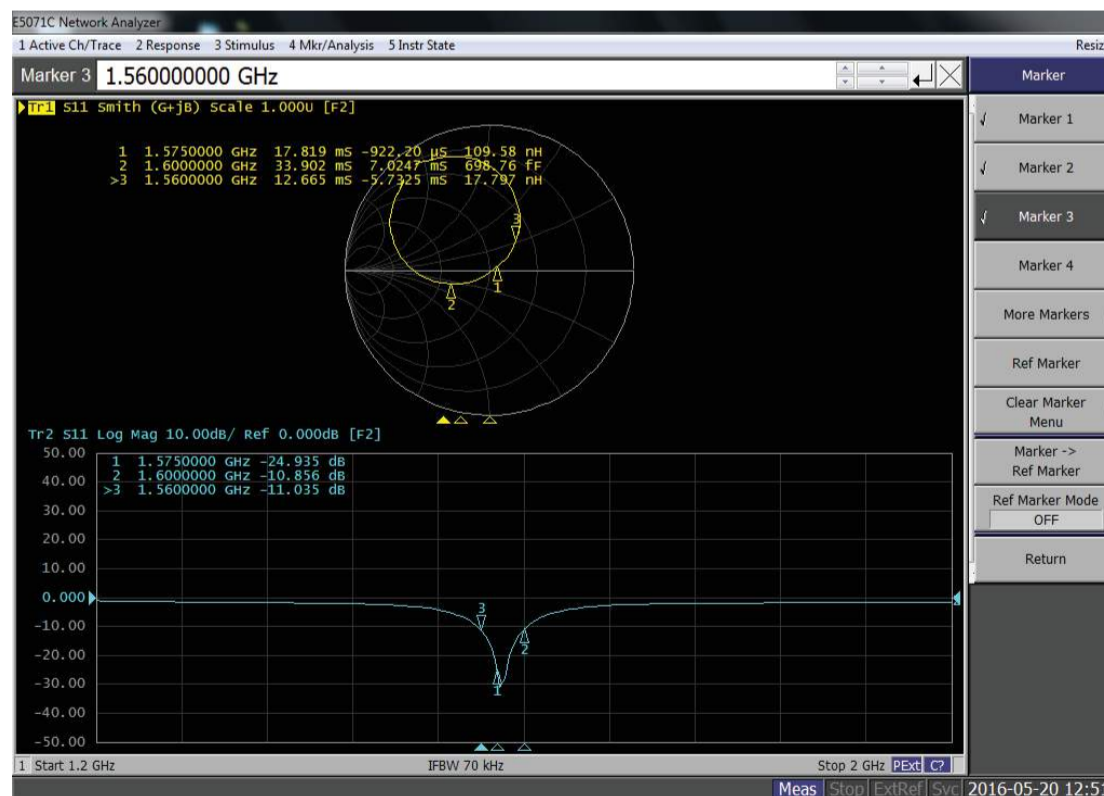 E5071C Network Analyzer
1 Active Ch/Trace 2 Response 3 Stimulus 4 Mkr/Analysis 5 Instr State
Marker 3 1.560000000 GHz
Tr1 S11 Smith (G+jB) Scale 1.000U [F2]
1 1.5750000 GHz 17.819 mS -922.20 µS 109.58 nH
2 1.6000000 GHz 33.902 mS 7.0247 mS 698.76 fF
>3 1.5600000 GHz 12.665 mS -5.7325 mS 17.797 nH
3
1
2
Tr2 S11 Log Mag 10.00dB/ Ref 0.000dB [F2]
1 1.5750000 GHz -24.935 dB
2 1.6000000 GHz -10.856 dB
>3 1.5600000 GHz -11.035 dB
50.00
40.00
30.00
20.00
10.00
0.000
-10.00
-20.00
-30.00
-40.00
-50.00
3
2
1
1 Start 1.2 GHz IFBW 70 kHz Stop 2 GHz PExt C?
Meas Stop ExtRef Svc 2016-05-20 12:51
Resiz
Marker
Marker 1
Marker 2
Marker 3
Marker 4
More Markers
Ref Marker
Clear Marker
Menu
Marker ->
Ref Marker
Ref Marker Mode
OFF
Return